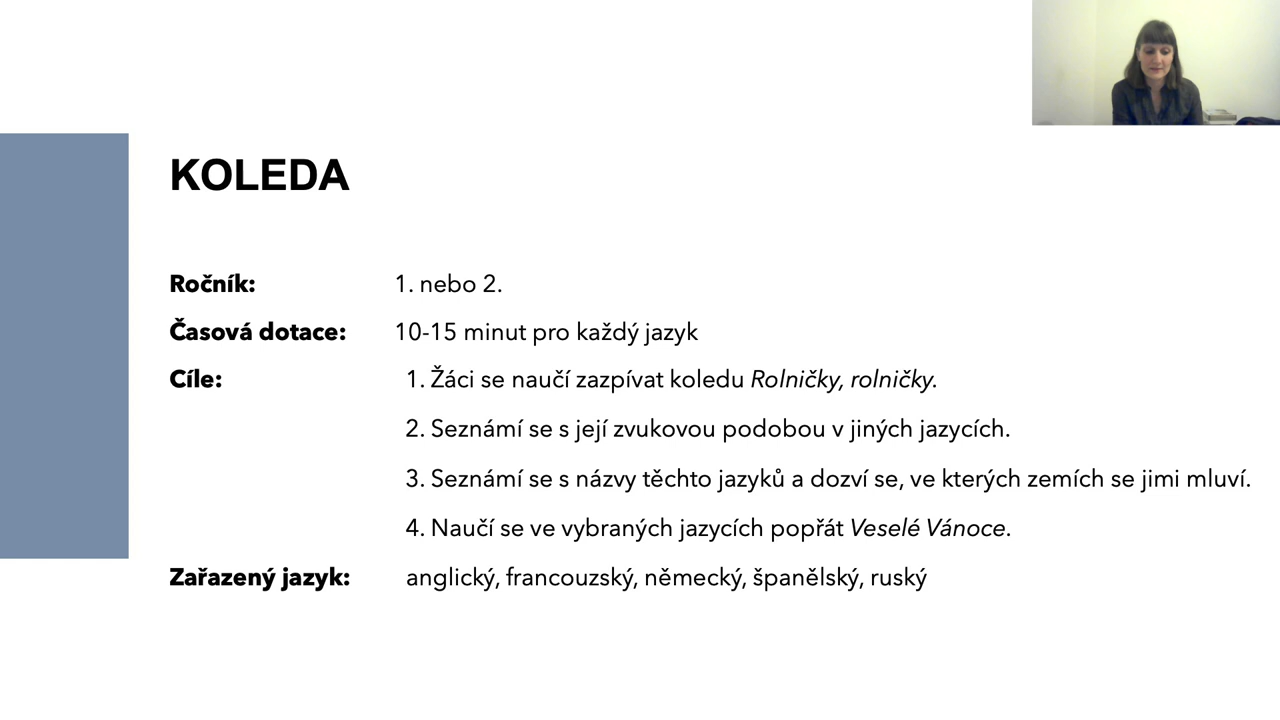 KOLEDA
Ročník: 1. nebo 2.
Časová dotace: 10-15 minut pro každý jazyk
Cíle: 1. Žáci se naučí zazpívat koledu Rolničky, rolničky.
2. Seznámí se s její zvukovou podobou v jiných jazycích.
3. Seznámí se s názvy těchto jazyků a dozví se, ve kterých zemích se jimi mluví.
4. Naučí se ve vybraných jazycích popřát Veselé Vánoce.
Zařazený jazyk: anglický, francouzský, německý, španělský, ruský